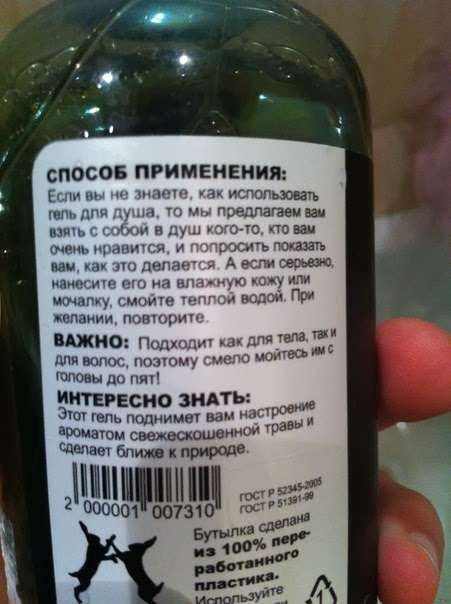 СПОСОБ ПРИМЕНЕНИЯ:
Если вы не знаете, как использовать
гель для душа, то мы предлагаем вам
взять с собой в душ кого-то, кто вам
очень нравится, и попросить показать
вам, как это делается. А если серьезно,
нанесите его на влажную кожу или
мочалку, смойте теплой водой. При
желании, повторите.
ВАЖНО: Подходит как для тела, так и
для волос, поэтому смело мойтесь им с
головы до пят!
ИНТЕРЕСНО ЗНАТЬ:
Этот гель поднимет вам настроение
ароматом свежескошенной травы и
сделает ближе к природе.
2 000001 007310
ГОСТ Р 52345-2005
ГОСТ Р 51391-99
Бутылка сделана
из 100% пере-
работанного
пластика.
Используйте
1